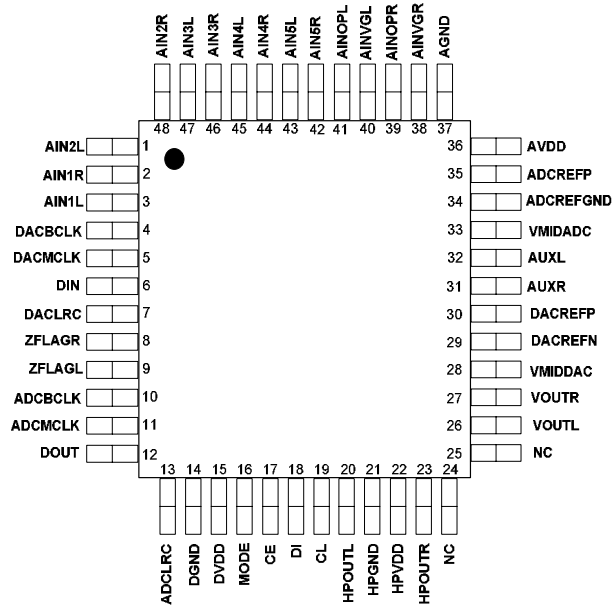 AIN2R AIN3L AIN3R AIN4L AIN4R AIN5L AIN5R AINOPL AINVGL AINOPR AINVGR AGND
48 47 46 45 44 43 42 41 40 39 38 37
AIN2L 1 36 AVDD
AIN1R 2 35 ADCREFP
AIN1L 3 34 ADCREFGND
DACBCLK 4 33 VMIDADC
DACMCLK 5 32 AUXL
DIN 6 31 AUXR
DACLRC 7 30 DACREFP
ZFLAGR 8 29 DACREFN
ZFLAGL 9 28 VMIDDAC
ADCBCLK 10 27 VOUTR
ADCMCLK 11 26 VOUTL
DOUT 12 25 NC
13 14 15 16 17 18 19 20 21 22 23 24
ADCLRC DGND DVDD MODE CE DI CL HPOUTL HPGND HPVDD HPOUTR NC